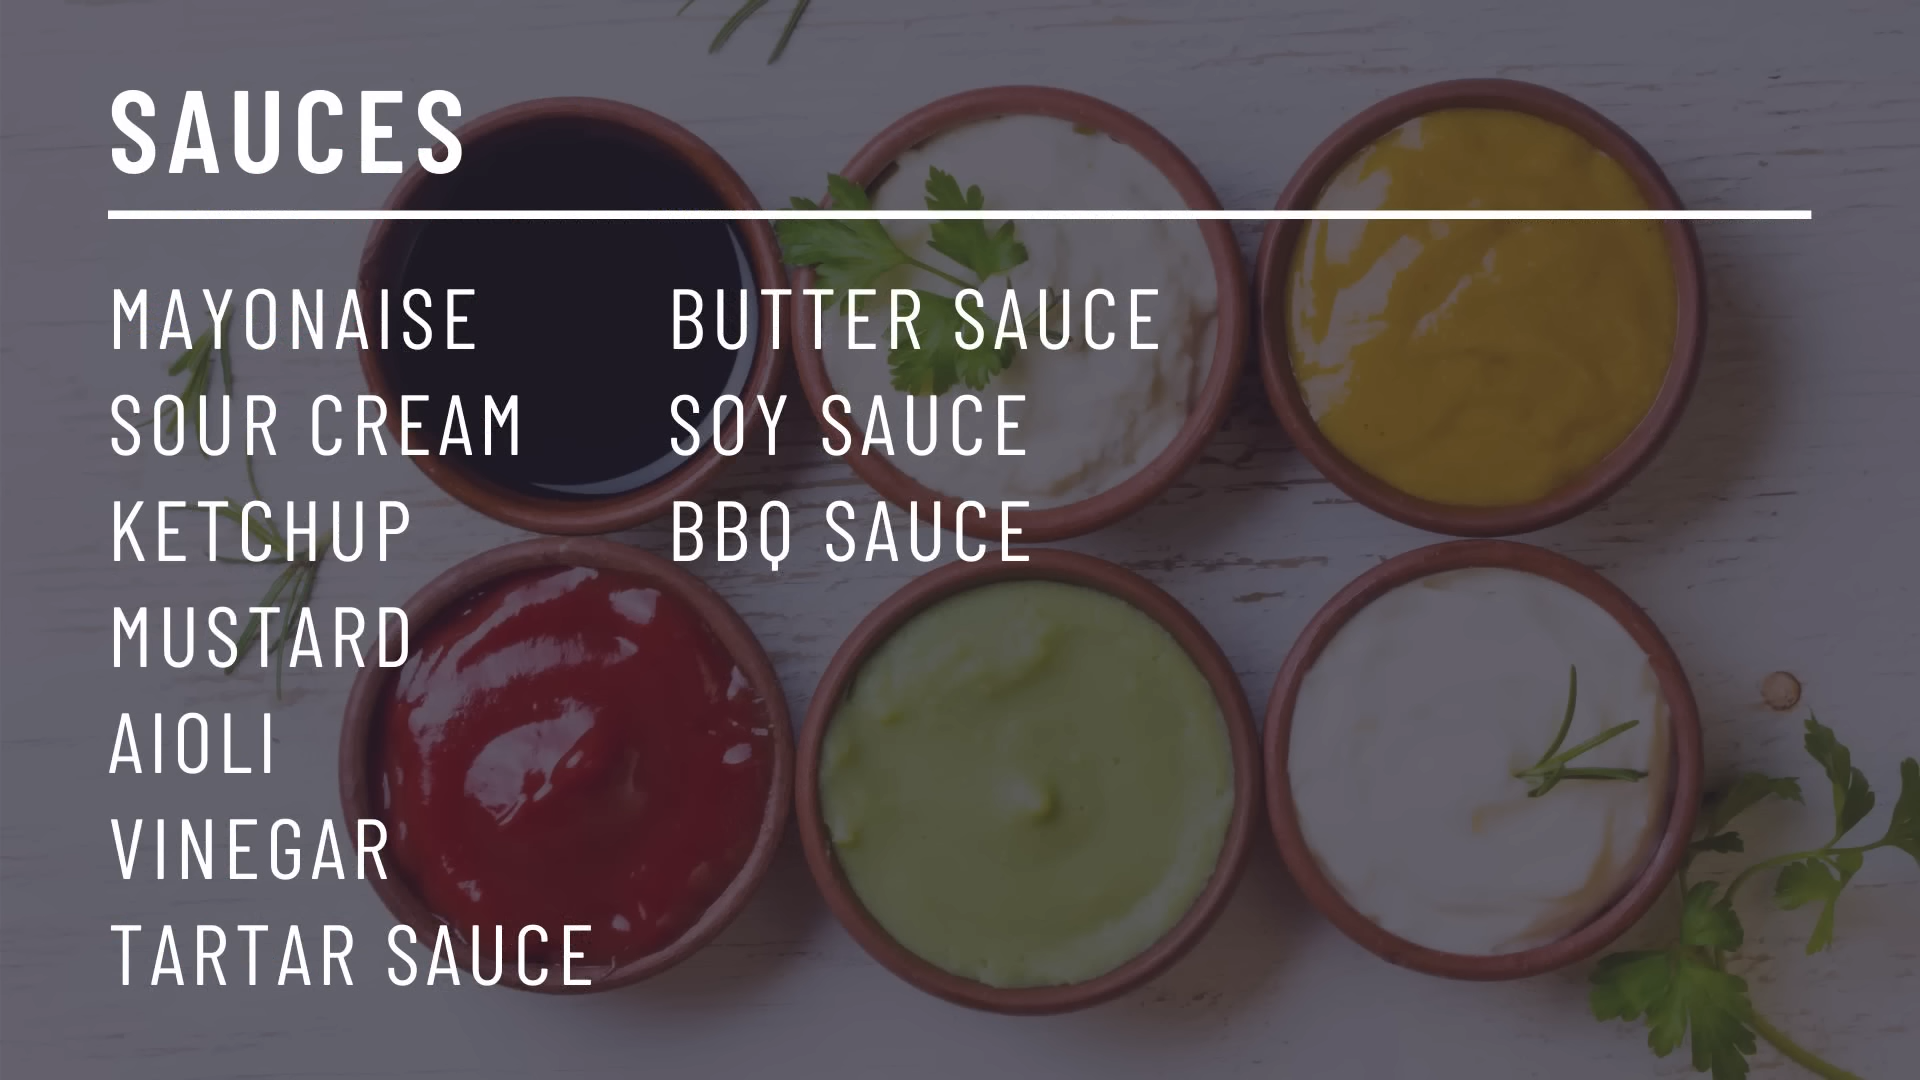 SAUCES
MAYONAISE
SOUR CREAM
KETCHUP
MUSTARD
AIOLI
VINEGAR
TARTAR SAUCE
BUTTER SAUCE
SOY SAUCE
BBQ SAUCE